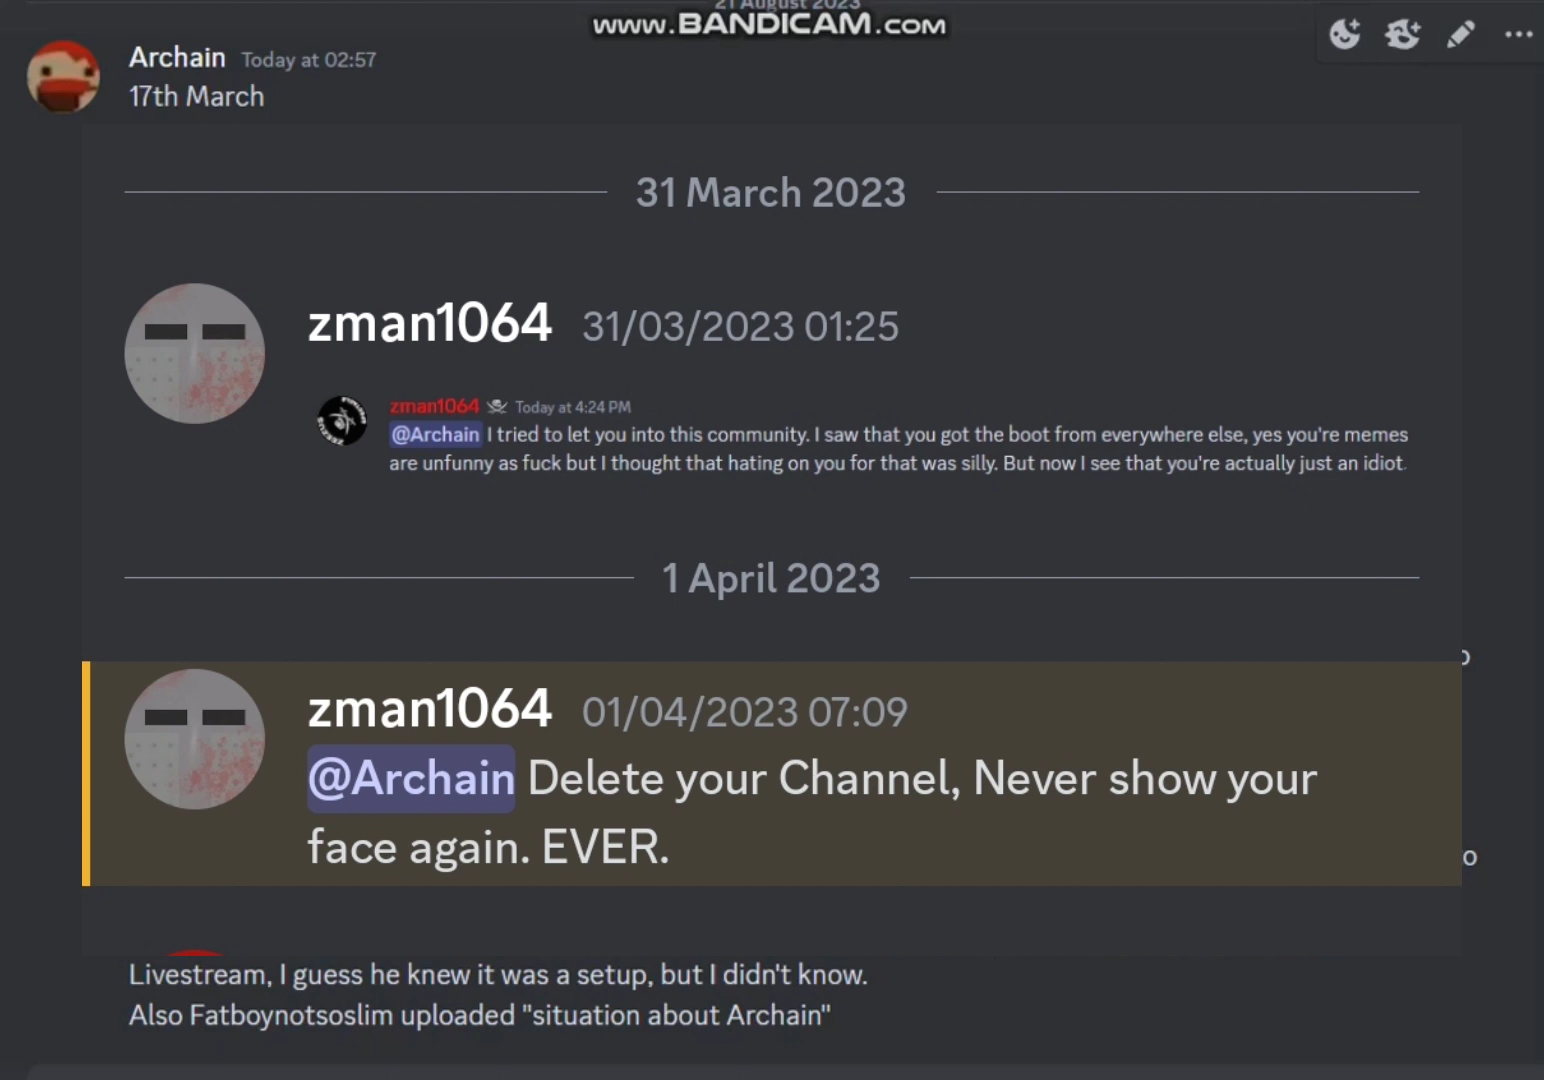 21 August 2023
www.BANDICAM.com
Archain Today at 02:57
17th March
31 March 2023
zman1064 31/03/2023 01:25
zman1064 Today at 4:24 PM
@Archain I tried to let you into this community. I saw that you got the boot from everywhere else, yes you're memes
are unfunny as fuck but I thought that hating on you for that was silly. But now I see that you're actually just an idiot.
1 April 2023
zman1064 01/04/2023 07:09
@Archain Delete your Channel, Never show your
face again. EVER.
Livestream, I guess he knew it was a setup, but I didn't know.
Also Fatboynotsoslim uploaded "situation about Archain"